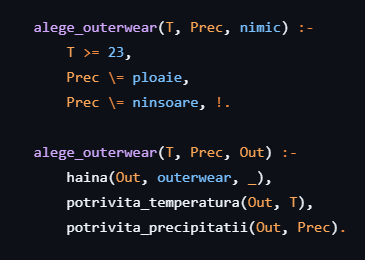 alege_outerwear(T, Prec, nimic) :-
    T >= 23,
    Prec \= ploaie,
    Prec \= ninsoare, !.

alege_outerwear(T, Prec, Out) :-
    haina(Out, outerwear, _),
    potrivita_temperatura(Out, T),
    potrivita_precipitatii(Out, Prec).